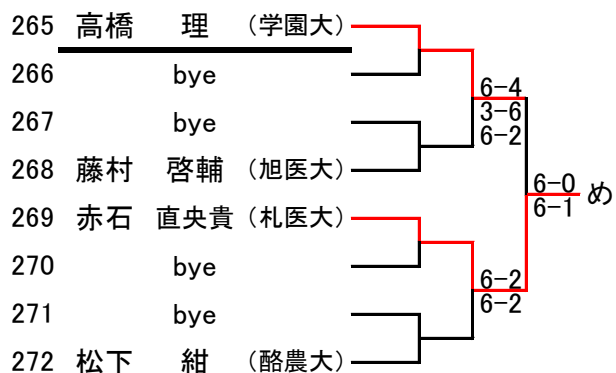 265 高橋 理 (学園大)
266 bye
6-4
267 bye
3-6
6-2
268 藤村 啓輔 (旭医大)
6-0
6-1
め
269 赤石 直央貴 (札医大)
270 bye
6-2
271 bye
6-2
272 松下 紺 (酪農大)